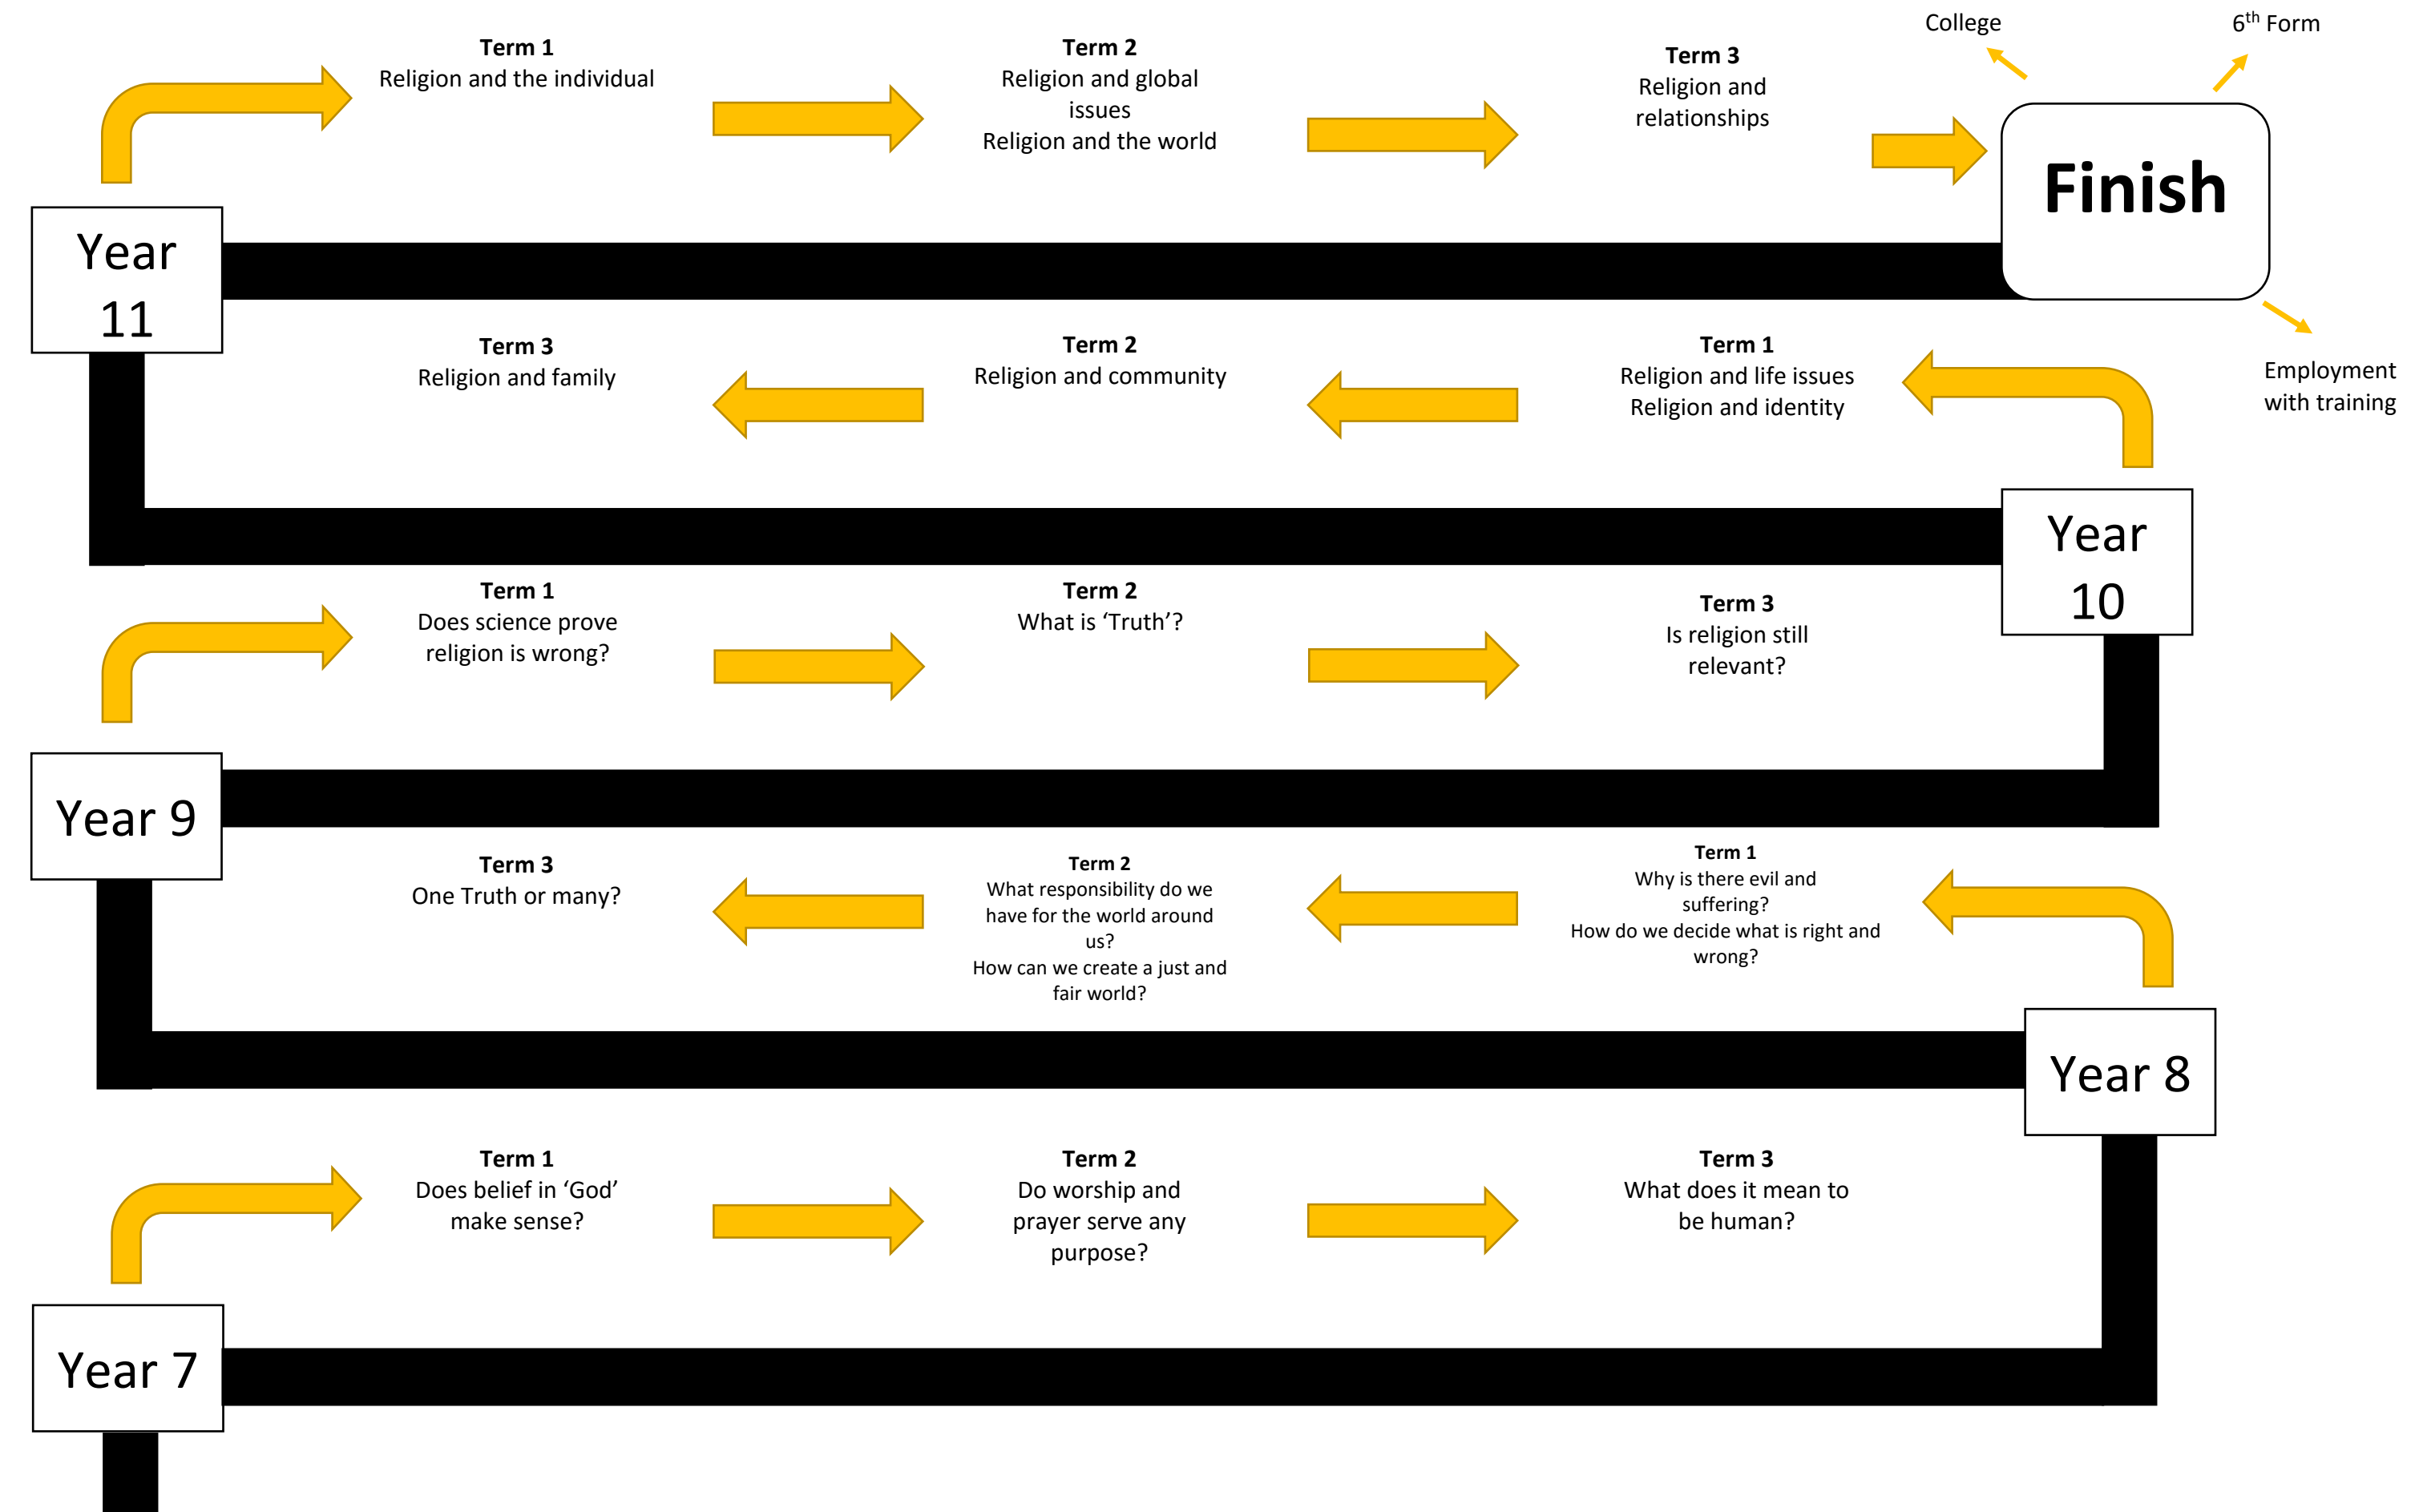 College
6th Form
Term 1
Religion and the individual
Term 2
Religion and global
issues
Religion and the world
Term 3
Religion and
relationships
Finish
Year
11
Term 3
Religion and family
Term 2
Religion and community
Term 1
Religion and life issues
Religion and identity
Employment
with training
Year
10
Term 1
Does science prove
religion is wrong?
Term 2
What is ‘Truth’?
Term 3
Is religion still
relevant?
Year 9
Term 3
One Truth or many?
Term 2
What responsibility do we
have for the world around
us?
How can we create a just and
fair world?
Term 1
Why is there evil and
suffering?
How do we decide what is right and
wrong?
Year 8
Term 1
Does belief in ‘God’
make sense?
Term 2
Do worship and
prayer serve any
purpose?
Term 3
What does it mean to
be human?
Year 7